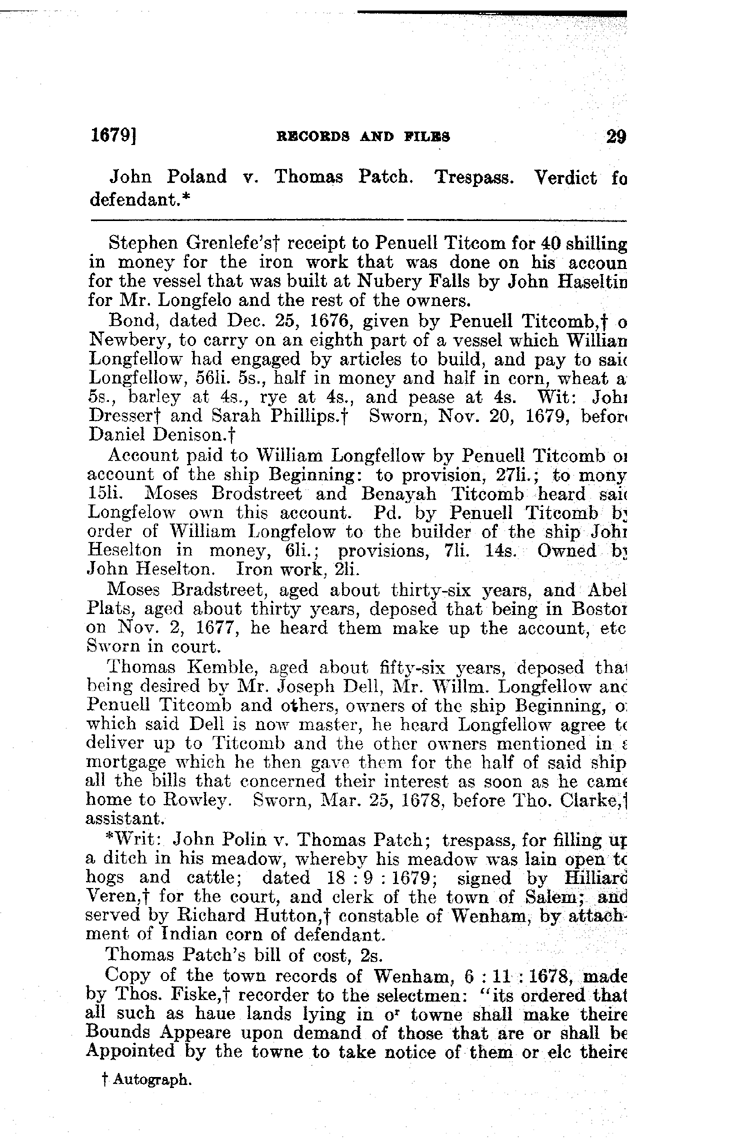 1679] RECORDS AND FILES 29
John Poland v. Thomas Patch. Trespass. Verdict fo
defendant.*
Stephen Grenlefe's† receipt to Penuell Titcom for 40 shilling
in money for the iron work that was done on his accoun
for the vessel that was built at Nubery Falls by John Haseltin
for Mr. Longfelo and the rest of the owners.
Bond, dated Dec. 25, 1676, given by Penuell Titcomb,† o
Newbery, to carry on an eighth part of a vessel which Willian
Longfellow had engaged by articles to build, and pay to sai
Longfellow, 56li. 5s., half in money and half in corn, wheat a
5s., barley at 4s., rye at 4s., and pease at 4s. Wit: Joh
Dresser† and Sarah Phillips.† Sworn, Nov. 20, 1679, befor
Daniel Denison.†
Account paid to William Longfellow by Penuell Titcomb o
account of the ship Beginning: to provision, 27li.; to mony
15li. Moses Brodstreet and Benayah Titcomb heard sai
Longfelow own this account. Pd. by Penuell Titcomb b
order of William Longfelow to the builder of the ship Joh
Heselton in money, 6li.; provisions, 7li. 14s. Owned b
John Heselton. Iron work, 2li.
Moses Bradstreet, aged about thirty-six years, and Abel
Plats, aged about thirty years, deposed that being in Bosto
on Nov. 2, 1677, he heard them make up the account, etc
Sworn in court.
Thomas Kemble, aged about fifty-six years, deposed tha
being desired by Mr. Joseph Dell, Mr. Willm. Longfellow and
Penuell Titcomb and others, owners of the ship Beginning, o
which said Dell is now master, he heard Longfellow agree t
deliver up to Titcomb and the other owners mentioned in
mortgage which he then gave them for the half of said ship
all the bills that concerned their interest as soon as he came
home to Rowley. Sworn, Mar. 25, 1678, before Tho. Clarke,†
assistant.
*Writ: John Polin v. Thomas Patch; trespass, for filling up
a ditch in his meadow, whereby his meadow was lain open to
hogs and cattle; dated 18 : 9 : 1679; signed by Hilliard
Veren,† for the court, and clerk of the town of Salem; and
served by Richard Hutton,† constable of Wenham, by attach-
ment of Indian corn of defendant.
Thomas Patch's bill of cost, 2s.
Copy of the town records of Wenham, 6 : 11 : 1678, made
by Thos. Fiske,† recorder to the selectmen: "its ordered that
all such as haue lands lying in oʳ towne shall make theire
Bounds Appeare upon demand of those that are or shall be
Appointed by the towne to take notice of them or elc theire
† Autograph.